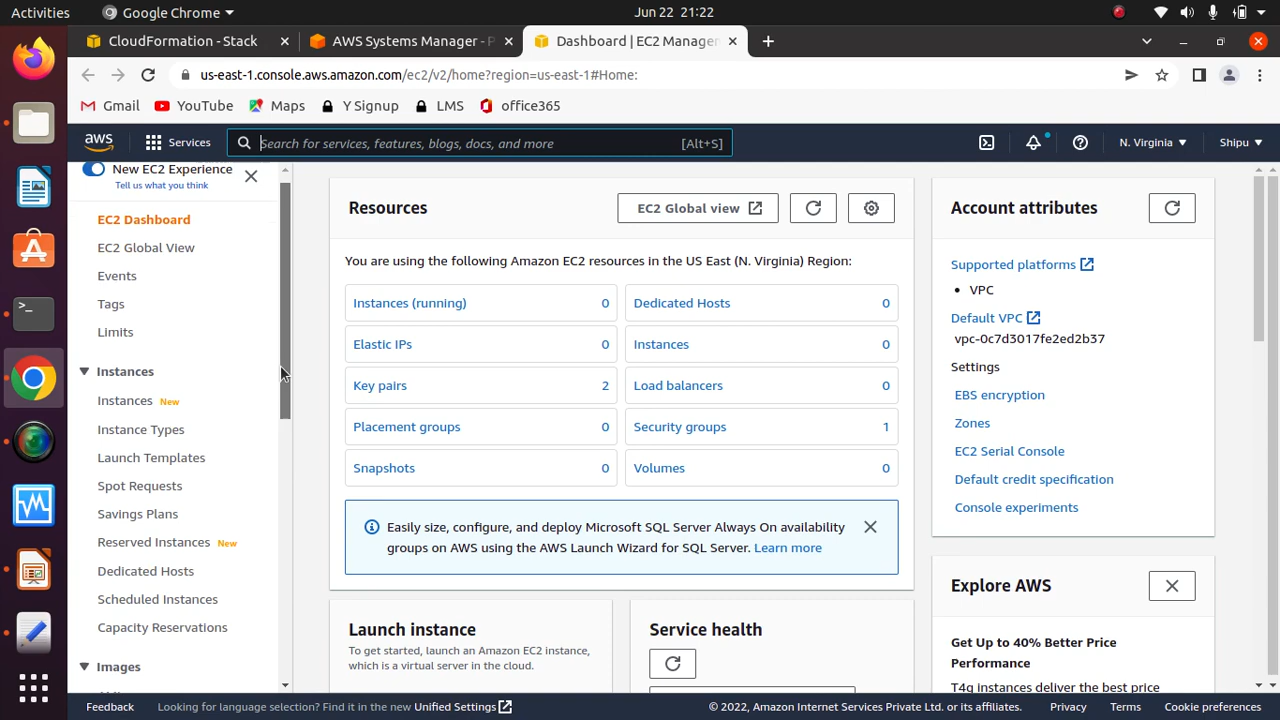 Activities
Google Chrome
Jun 22 21:22
CloudFormation - Stack
AWS Systems Manager - P
Dashboard | EC2 Manager
us-east-1.console.aws.amazon.com/ec2/v2/home?region=us-east-1#Home:
Gmail
YouTube
Maps
Y Signup
LMS
office365
aws
Services
Search for services, features, blogs, docs, and more
[Alt+S]
N. Virginia
Shipu
New EC2 Experience
Tell us what you think
EC2 Dashboard
EC2 Global View
Events
Tags
Limits
Instances
Instances New
Instance Types
Launch Templates
Spot Requests
Savings Plans
Reserved Instances New
Dedicated Hosts
Scheduled Instances
Capacity Reservations
Images
Resources
EC2 Global view
You are using the following Amazon EC2 resources in the US East (N. Virginia) Region:
Instances (running) 0
Dedicated Hosts 0
Elastic IPs 0
Instances 0
Key pairs 2
Load balancers 0
Placement groups 0
Security groups 1
Snapshots 0
Volumes 0
Easily size, configure, and deploy Microsoft SQL Server Always On availability
groups on AWS using the AWS Launch Wizard for SQL Server. Learn more
Launch instance
To get started, launch an Amazon EC2 instance,
which is a virtual server in the cloud.
Service health
Account attributes
Supported platforms
• VPC
Default VPC
vpc-0c7d3017fe2ed2b37
Settings
EBS encryption
Zones
EC2 Serial Console
Default credit specification
Console experiments
Explore AWS
Get Up to 40% Better Price
Performance
T4g instances deliver the best price
Feedback
Looking for language selection? Find it in the new Unified Settings
© 2022, Amazon Internet Services Private Ltd. or its affiliates.
Privacy
Terms
Cookie preferences